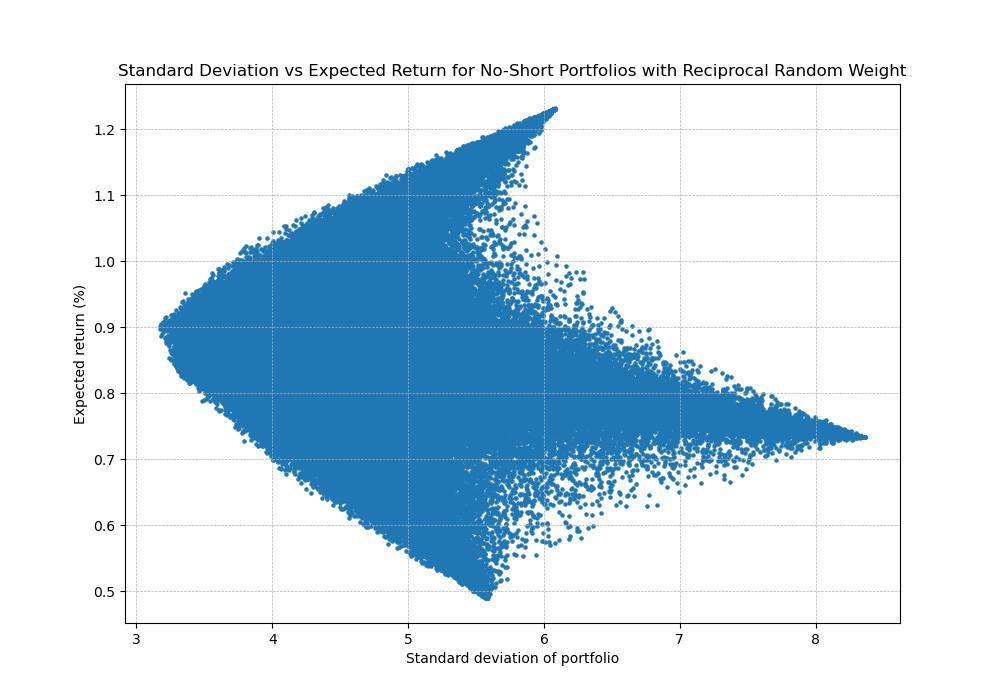 Standard Deviation vs Expected Return for No-Short Portfolios with Reciprocal Random Weight
Expected return (%)
1.2
1.1
1.0
0.9
0.8
0.7
0.6
0.5
3 4 5 6 7 8
Standard deviation of portfolio